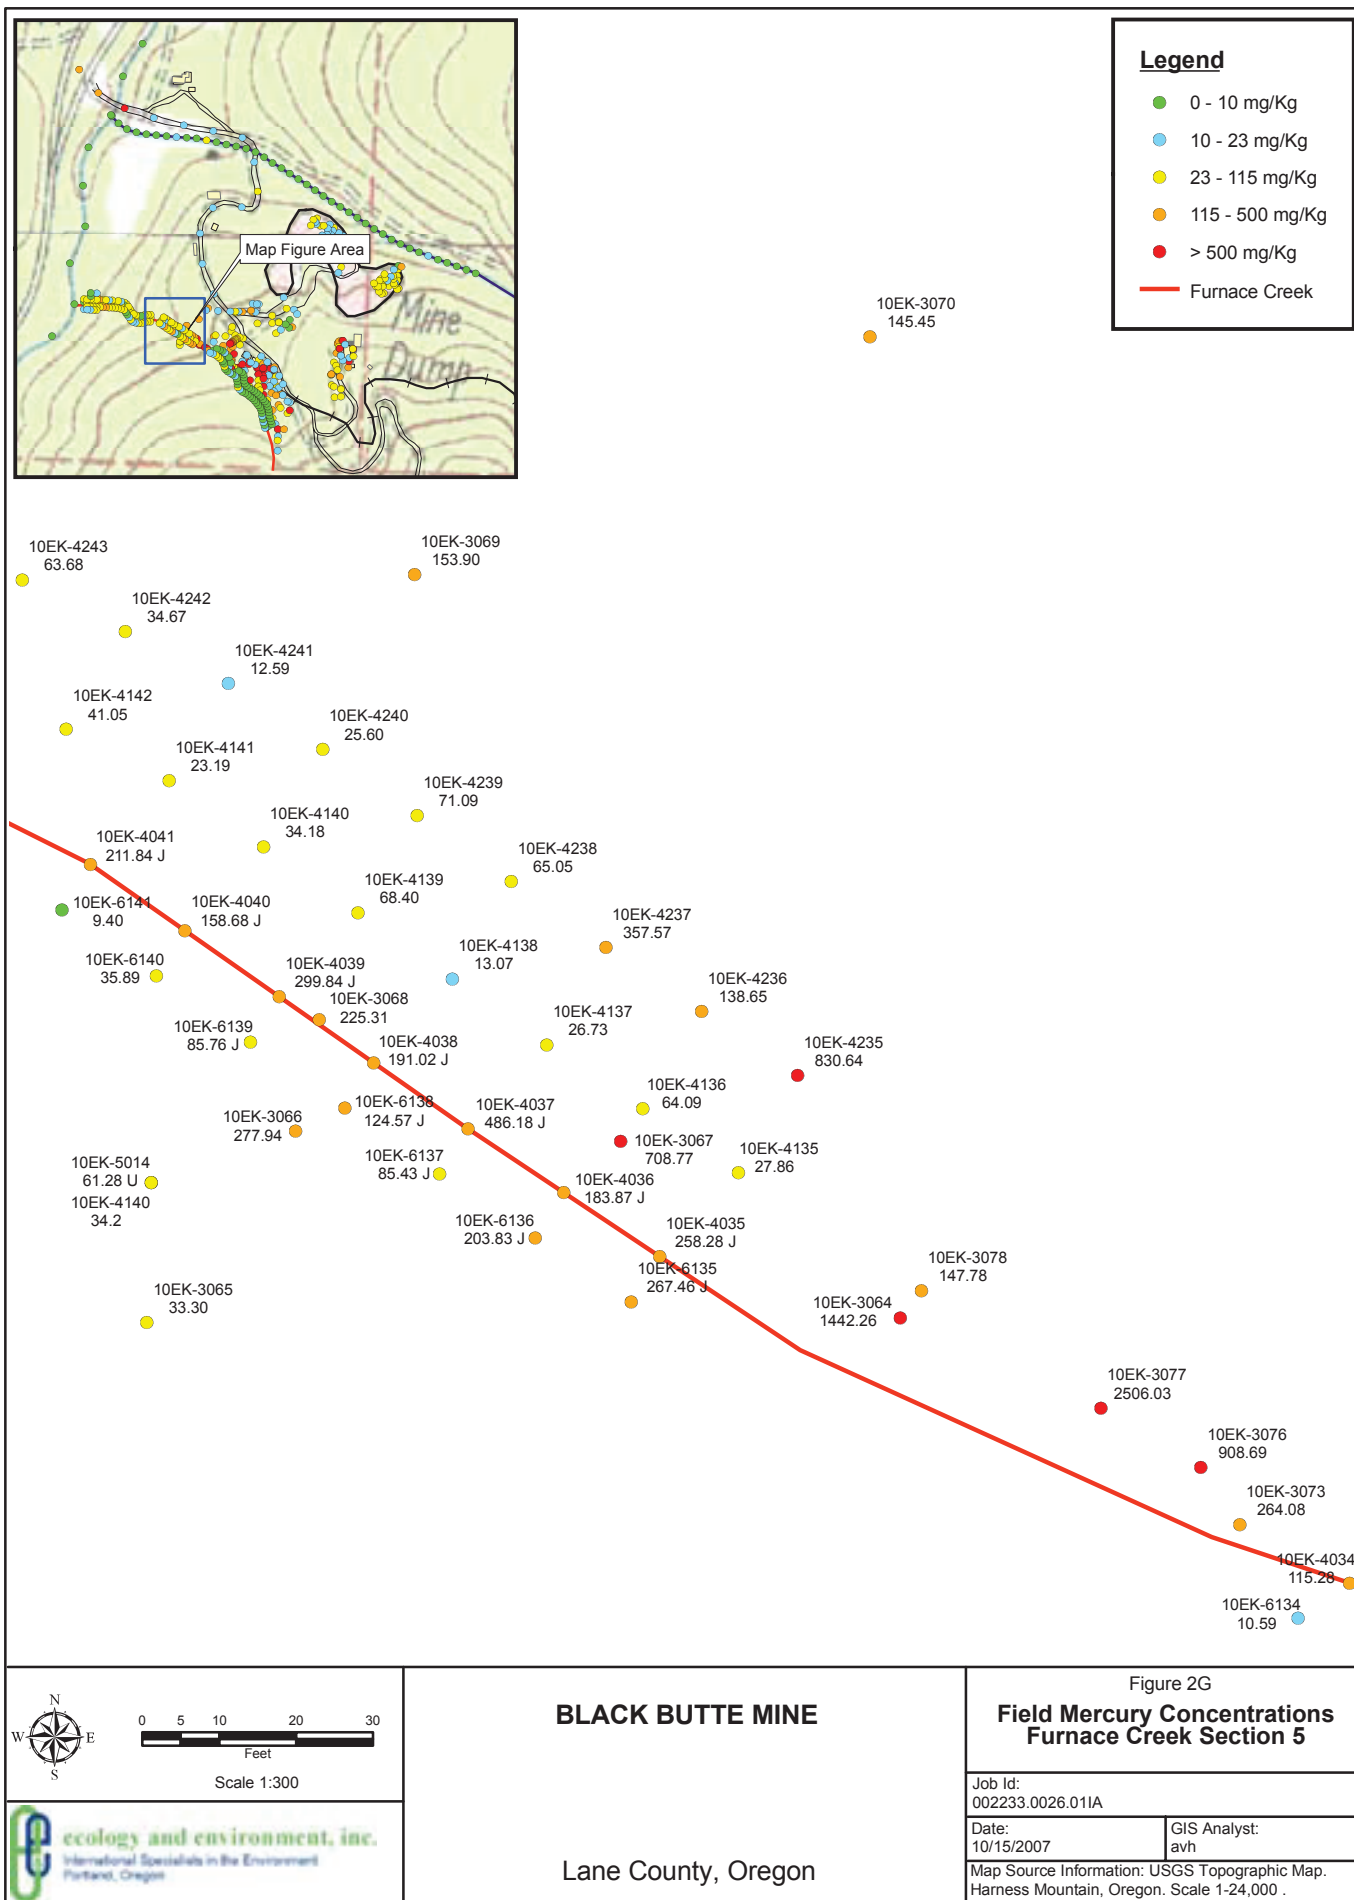 Map Figure Area
Mine
Dump
Legend
0 - 10 mg/Kg
10 - 23 mg/Kg
23 - 115 mg/Kg
115 - 500 mg/Kg
> 500 mg/Kg
Furnace Creek
10EK-3070
145.45
10EK-4243
63.68
10EK-3069
153.90
10EK-4242
34.67
10EK-4241
12.59
10EK-4142
41.05
10EK-4240
25.60
10EK-4141
23.19
10EK-4239
71.09
10EK-4140
34.18
10EK-4041
211.84 J
10EK-4238
65.05
10EK-4139
68.40
10EK-6141
9.40
10EK-4040
158.68 J
10EK-4237
357.57
10EK-4138
13.07
10EK-6140
35.89
10EK-4039
299.84 J
10EK-4236
138.65
10EK-3068
225.31
10EK-4137
26.73
10EK-6139
85.76 J
10EK-4038
191.02 J
10EK-4235
830.64
10EK-4136
64.09
10EK-6138
124.57 J
10EK-4037
486.18 J
10EK-3066
277.94
10EK-3067
708.77
10EK-4135
27.86
10EK-6137
85.43 J
10EK-5014
61.28 U
10EK-4140
34.2
10EK-4036
183.87 J
10EK-6136
203.83 J
10EK-4035
258.28 J
10EK-3078
147.78
10EK-6135
267.46 J
10EK-3065
33.30
10EK-3064
1442.26
10EK-3077
2506.03
10EK-3076
908.69
10EK-3073
264.08
10EK-4034
115.28
10EK-6134
10.59
N
W E
S
0 5 10 20 30
Feet
Scale 1:300
ecology and environment, inc.
International Specialists in the Environment
Portland, Oregon
BLACK BUTTE MINE
Lane County, Oregon
Figure 2G
Field Mercury Concentrations
Furnace Creek Section 5
Job Id:
002233.0026.01IA
Date:
10/15/2007
GIS Analyst:
avh
Map Source Information: USGS Topographic Map.
Harness Mountain, Oregon. Scale 1-24,000 .